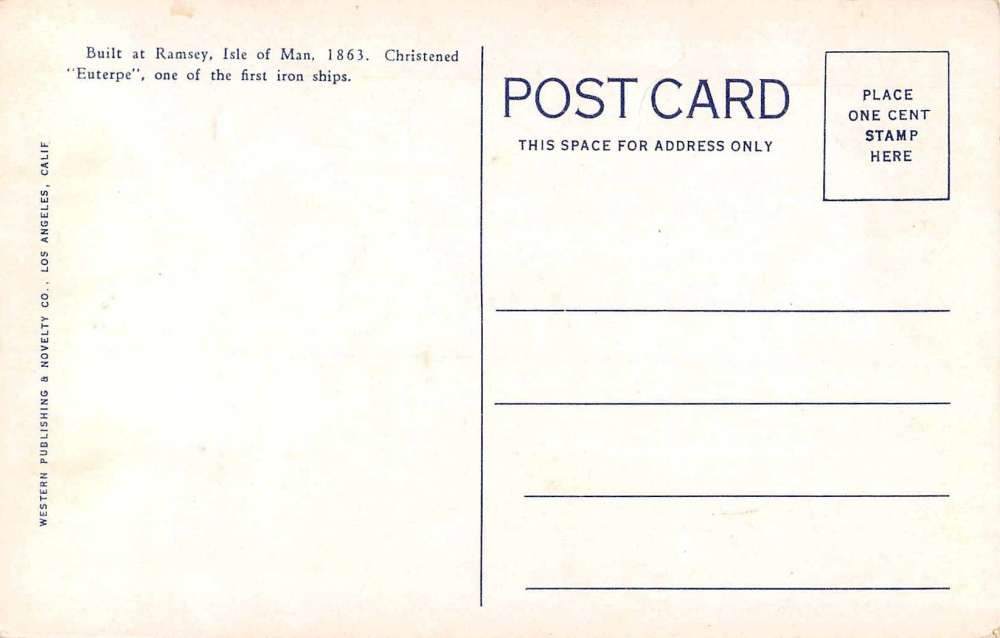 Built at Ramsey, Isle of Man, 1863. Christened
"Euterpe", one of the first iron ships.
WESTERN PUBLISHING & NOVELTY CO., LOS ANGELES, CALIF
POST CARD
THIS SPACE FOR ADDRESS ONLY
PLACE
ONE CENT
STAMP
HERE